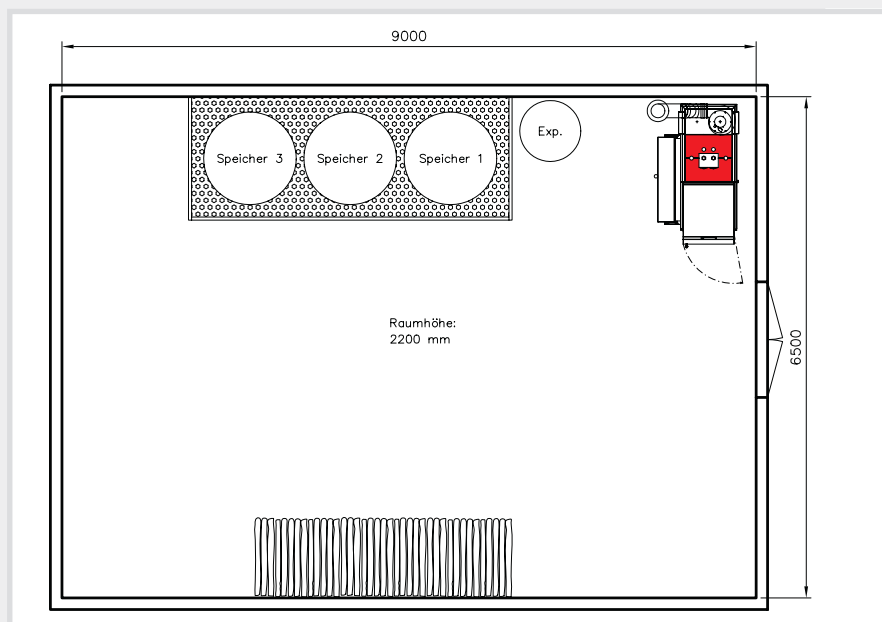 9000
Speicher 3
Speicher 2
Speicher 1
Exp.
Raumhöhe:
2200 mm
6500